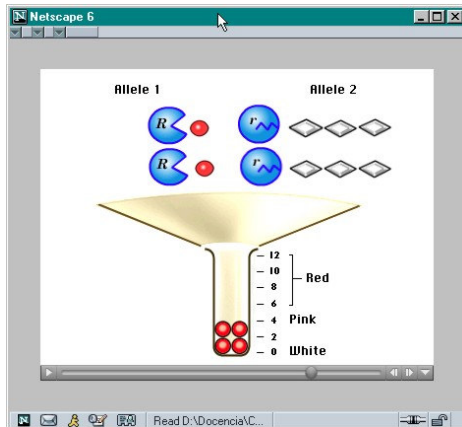 Netscape 6
Allele 1
Allele 2
R
r
R
r
12
10
8
Red
6
4 Pink
2
0 White
Read D:\Docencia\C...